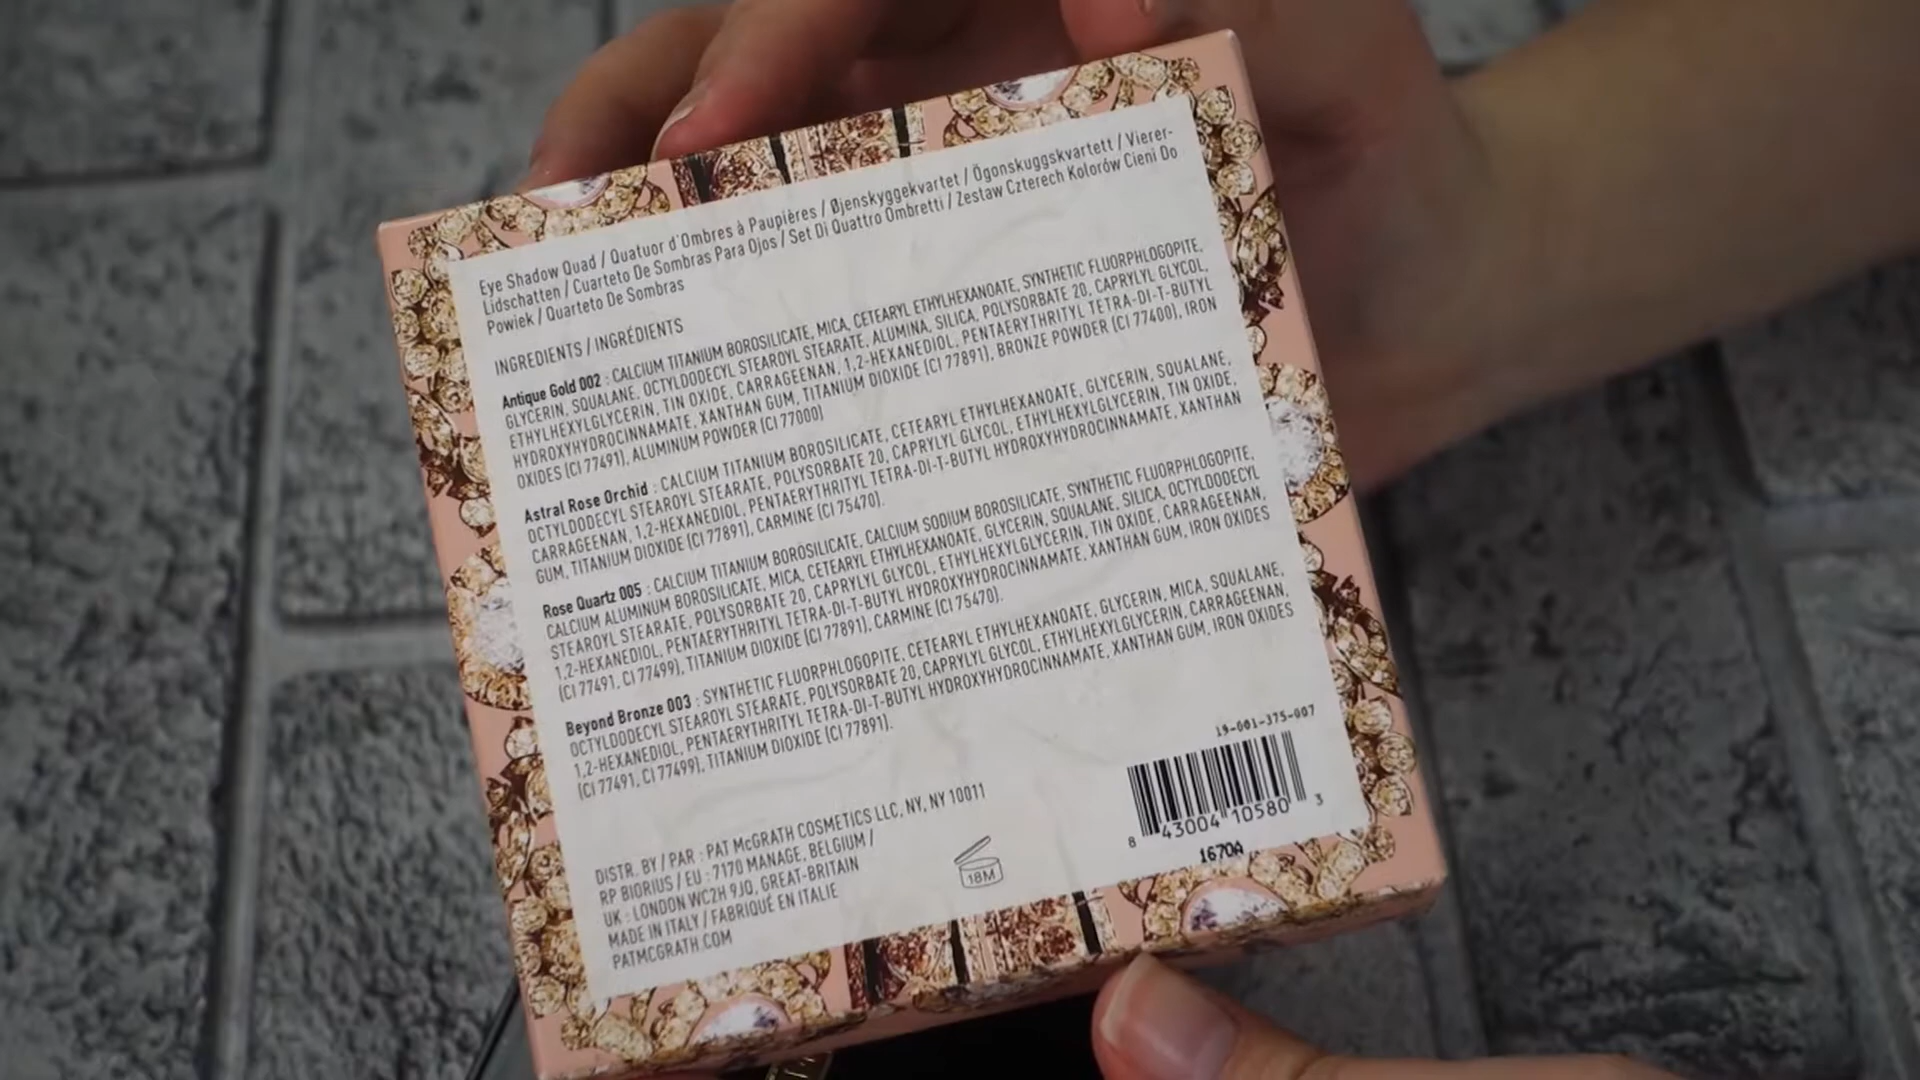 Eye Shadow Quad / Quatuor d'Ombres à Paupières / Øjenskyggekvartet / Ögonskuggskvartett / Vierer-
Lidschatten / Cuarteto De Sombras Para Ojos / Set Di Quattro Ombretti / Zestaw Czterech Kolorów Cieni Do
Powiek / Quarteto De Sombras
INGREDIENTS / INGRÉDIENTS
Antique Gold 002 : CALCIUM TITANIUM BOROSILICATE, MICA, CETEARYL ETHYLHEXANOATE, SYNTHETIC FLUORPHLOGOPITE,
GLYCERIN, SQUALANE, OCTYLDODECYL STEAROYL STEARATE, ALUMINA, SILICA, POLYSORBATE 20, CAPRYLYL GLYCOL,
ETHYLHEXYLGLYCERIN, TIN OXIDE, CARRAGEENAN, 1,2-HEXANEDIOL, PENTAERYTHRITYL TETRA-DI-T-BUTYL
HYDROXYHYDROCINNAMATE, XANTHAN GUM, TITANIUM DIOXIDE (CI 77891), BRONZE POWDER (CI 77400), IRON
OXIDES (CI 77491), ALUMINUM POWDER (CI 77000)
Astral Rose Orchid : CALCIUM TITANIUM BOROSILICATE, CETEARYL ETHYLHEXANOATE, GLYCERIN, SQUALANE,
OCTYLDODECYL STEAROYL STEARATE, POLYSORBATE 20, CAPRYLYL GLYCOL, ETHYLHEXYLGLYCERIN, TIN OXIDE,
CARRAGEENAN, 1,2-HEXANEDIOL, PENTAERYTHRITYL TETRA-DI-T-BUTYL HYDROXYHYDROCINNAMATE, XANTHAN
GUM, TITANIUM DIOXIDE (CI 77891), CARMINE (CI 75470).
Rose Quartz 005 : CALCIUM TITANIUM BOROSILICATE, CALCIUM SODIUM BOROSILICATE, SYNTHETIC FLUORPHLOGOPITE,
CALCIUM ALUMINUM BOROSILICATE, MICA, CETEARYL ETHYLHEXANOATE, GLYCERIN, SQUALANE, SILICA, OCTYLDODECYL
STEAROYL STEARATE, POLYSORBATE 20, CAPRYLYL GLYCOL, ETHYLHEXYLGLYCERIN, TIN OXIDE, CARRAGEENAN,
1,2-HEXANEDIOL, PENTAERYTHRITYL TETRA-DI-T-BUTYL HYDROXYHYDROCINNAMATE, XANTHAN GUM, IRON OXIDES
(CI 77491, CI 77499), TITANIUM DIOXIDE (CI 77891), CARMINE (CI 75470).
Beyond Bronze 003 : SYNTHETIC FLUORPHLOGOPITE, CETEARYL ETHYLHEXANOATE, GLYCERIN, MICA, SQUALANE,
OCTYLDODECYL STEAROYL STEARATE, POLYSORBATE 20, CAPRYLYL GLYCOL, ETHYLHEXYLGLYCERIN, CARRAGEENAN,
1,2-HEXANEDIOL, PENTAERYTHRITYL TETRA-DI-T-BUTYL HYDROXYHYDROCINNAMATE, XANTHAN GUM, IRON OXIDES
(CI 77491, CI 77499), TITANIUM DIOXIDE (CI 77891).
DISTR. BY / PAR : PAT McGRATH COSMETICS LLC, NY, NY 10011
RP BIORIUS / EU : 7170 MANAGE, BELGIUM /
UK : LONDON WC2H 9JQ, GREAT-BRITAIN
MADE IN ITALY / FABRIQUÉ EN ITALIE
PATMCGRATH.COM
18M
19-001-375-007
8 43004 10580 3
1670A